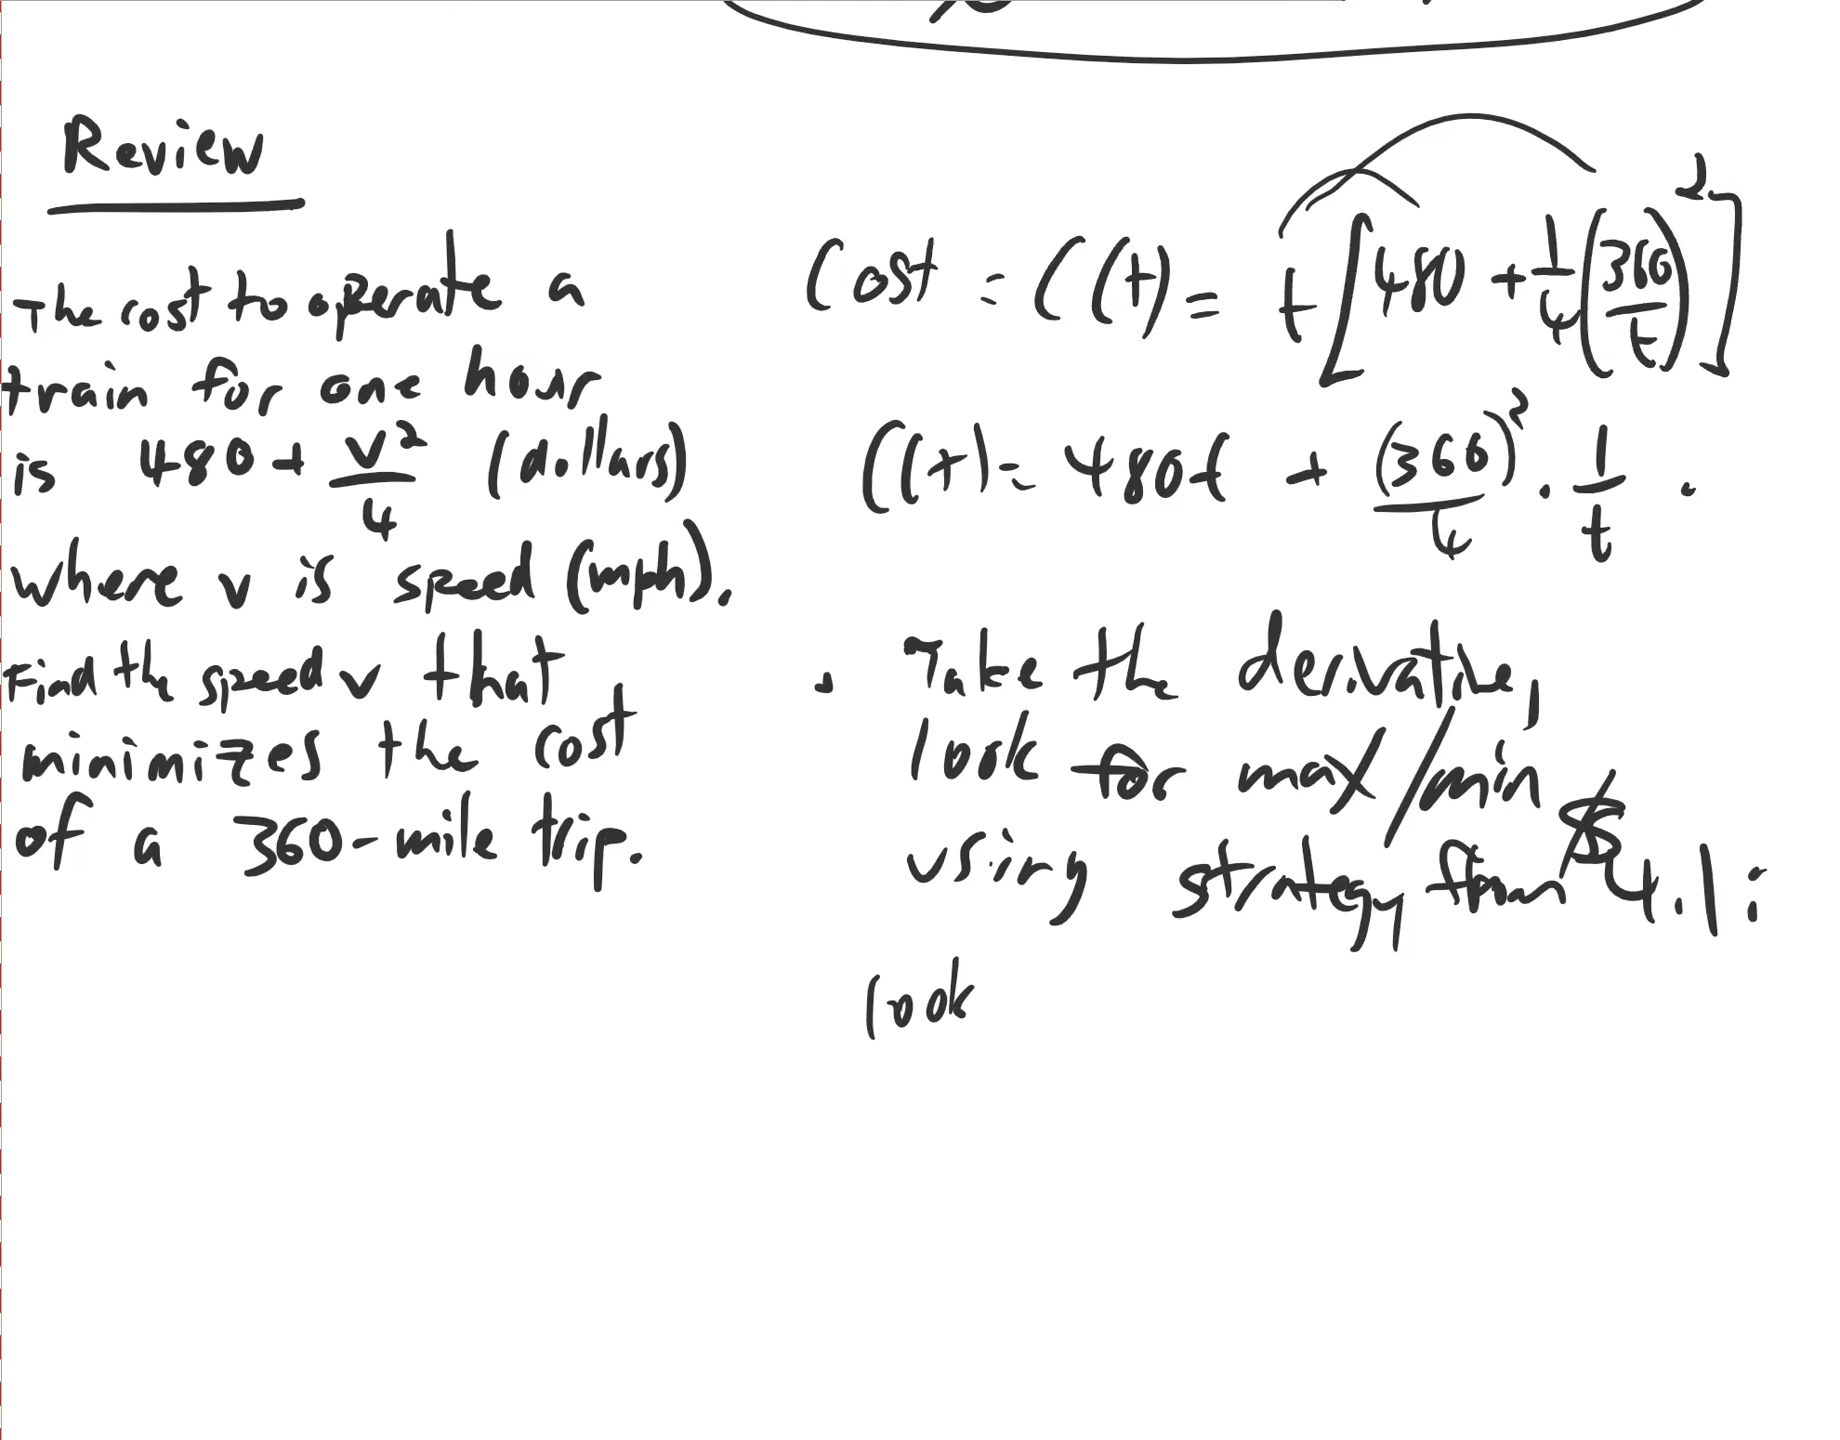 Review
The cost to operate a
train for one hour
is 480 + v²/4 (dollars)
where v is speed (mph).
Find the speed v that
minimizes the cost
of a 360-mile trip.
Cost = C(t) = t[480 + 1/4(360/t)²]
C(t) = 480t + (360)²/4 · 1/t .
· Take the derivative,
look for max/min
using strategy from §4.1:
look